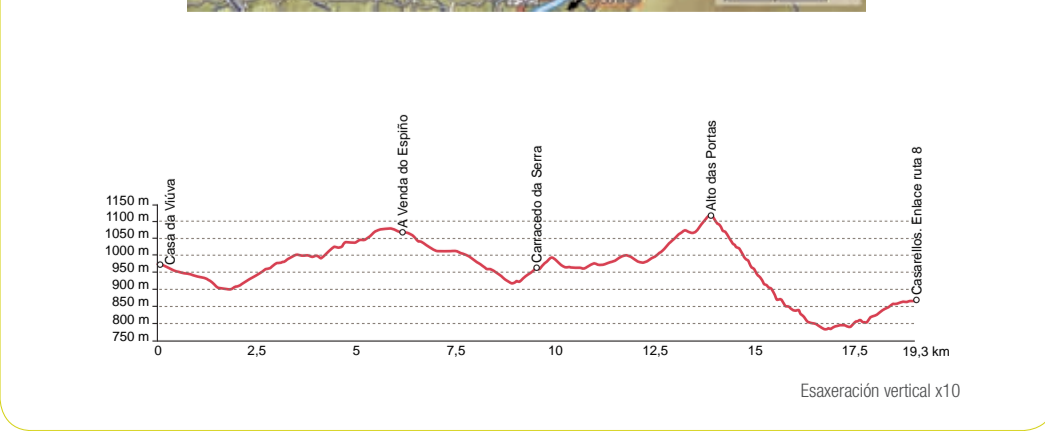 Casa da Viúva
A Venda do Espiño
Carracedo da Serra
Alto das Portas
Casarellos. Enlace ruta 8
1150 m
1100 m
1050 m
1000 m
950 m
900 m
850 m
800 m
750 m
0
2,5
5
7,5
10
12,5
15
17,5
19,3 km
Esaxeración vertical x10